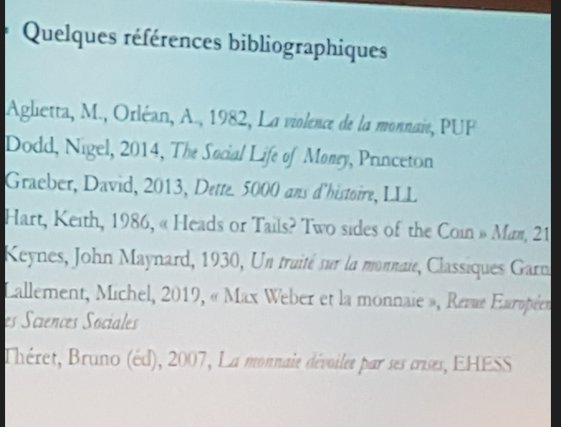 Quelques références bibliographiques
Aglietta, M., Orléan, A., 1982, La violence de la monnaie, PUF
Dodd, Nigel, 2014, The Social Life of Money, Princeton
Graeber, David, 2013, Dette. 5000 ans d'histoire, LLL
Hart, Keith, 1986, « Heads or Tails? Two sides of the Coin » Man, 21
Keynes, John Maynard, 1930, Un traité sur la monnaie, Classiques Garn
Lallement, Michel, 2019, « Max Weber et la monnaie », Revue Européen
es Sciences Sociales
Théret, Bruno (éd), 2007, La monnaie dévoilée par ses crises, EHESS